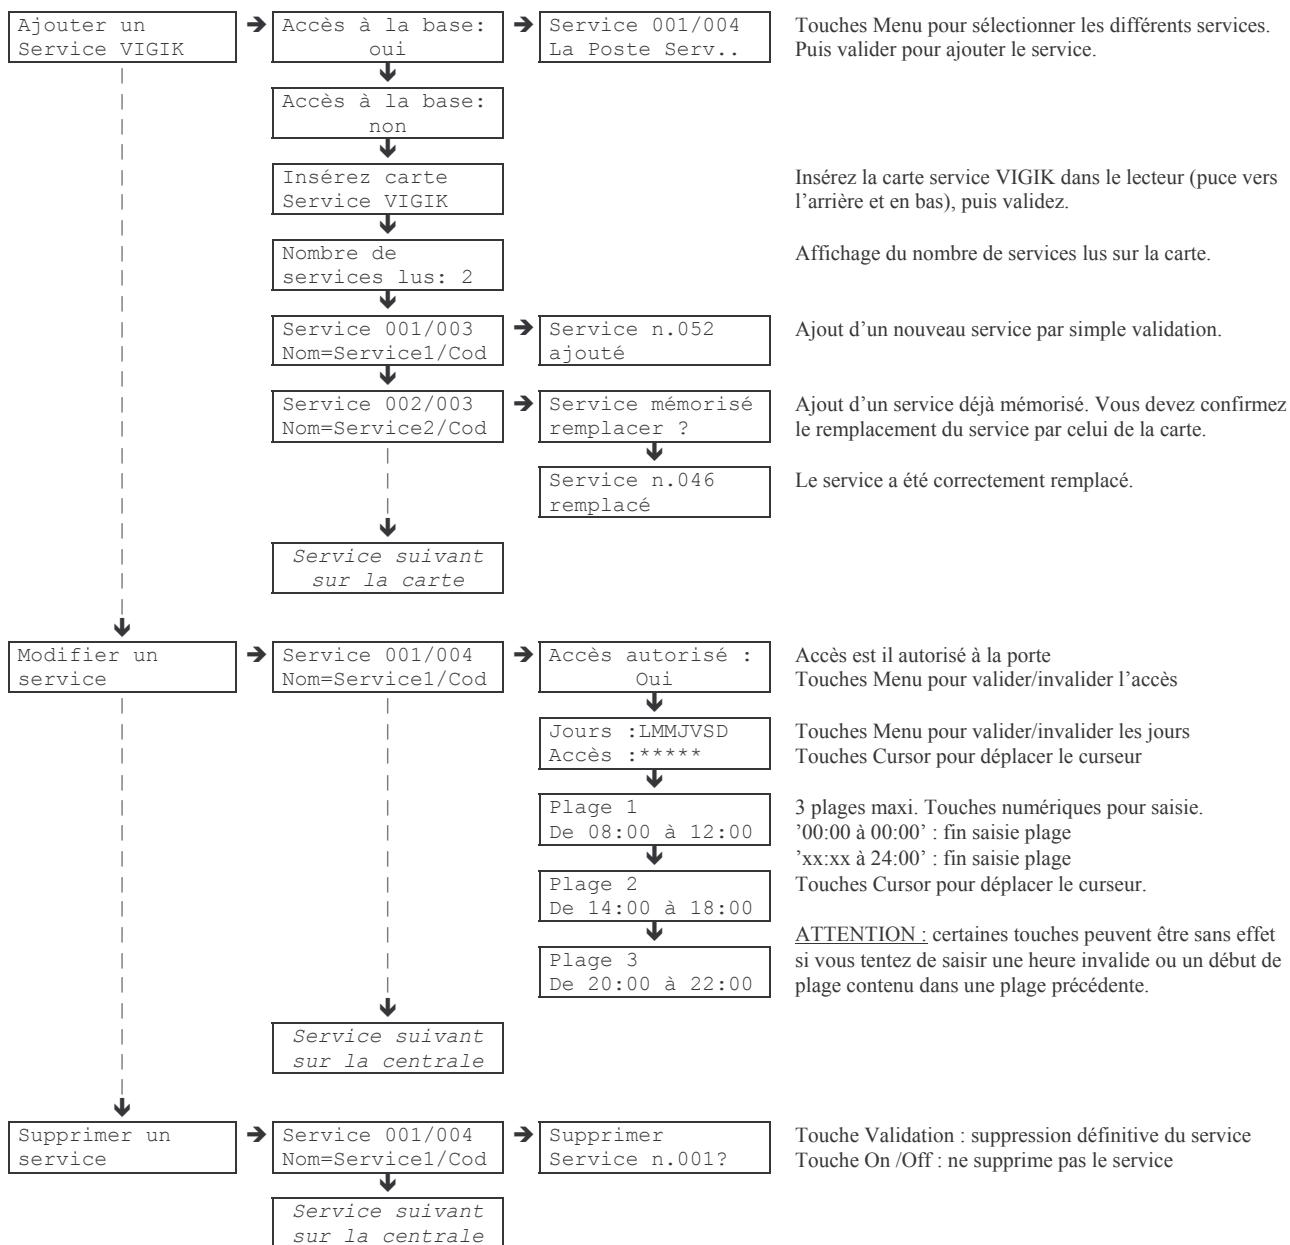 Ajouter un
Service VIGIK
Accès à la base:
oui
Service 001/004
La Poste Serv..
Touches Menu pour sélectionner les différents services.
Puis valider pour ajouter le service.
Accès à la base:
non
Insérez carte
Service VIGIK
Insérez la carte service VIGIK dans le lecteur (puce vers
l’arrière et en bas), puis validez.
Nombre de
services lus: 2
Affichage du nombre de services lus sur la carte.
Service 001/003
Nom=Service1/Cod
Service n.052
ajouté
Ajout d’un nouveau service par simple validation.
Service 002/003
Nom=Service2/Cod
Service mémorisé
remplacer ?
Ajout d’un service déjà mémorisé. Vous devez confirmez
le remplacement du service par celui de la carte.
Service n.046
remplacé
Le service a été correctement remplacé.
Service suivant
sur la carte
Modifier un
service
Service 001/004
Nom=Service1/Cod
Accès autorisé :
Oui
Accès est il autorisé à la porte
Touches Menu pour valider/invalider l’accès
Jours :LMMJVSD
Accès :*****
Touches Menu pour valider/invalider les jours
Touches Cursor pour déplacer le curseur
Plage 1
De 08:00 à 12:00
3 plages maxi. Touches numériques pour saisie.
’00:00 à 00:00’ : fin saisie plage
’xx:xx à 24:00’ : fin saisie plage
Touches Cursor pour déplacer le curseur.
Plage 2
De 14:00 à 18:00
ATTENTION : certaines touches peuvent être sans effet
si vous tentez de saisir une heure invalide ou un début de
plage contenu dans une plage précédente.
Plage 3
De 20:00 à 22:00
Service suivant
sur la centrale
Supprimer un
service
Service 001/004
Nom=Service1/Cod
Supprimer
Service n.001?
Touche Validation : suppression définitive du service
Touche On /Off : ne supprime pas le service
Service suivant
sur la centrale